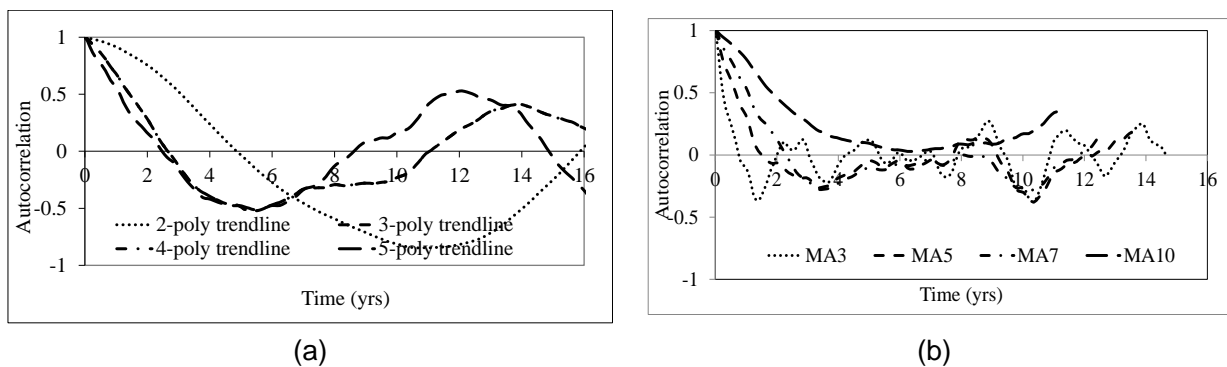 1
0.5
0
-0.5
-1
Autocorrelation
0 2 4 6 8 10 12 14 16
2-poly trendline 3-poly trendline
4-poly trendline 5-poly trendline
Time (yrs)
(a)
1
0.5
0
-0.5
-1
Autocorrelation
0 2 4 6 8 10 12 14 16
MA3 MA5 MA7 MA10
Time (yrs)
(b)